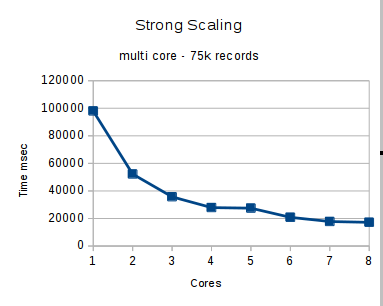 Strong Scaling
multi core - 75k records
120000
100000
80000
60000
40000
20000
0
Time msec
1 2 3 4 5 6 7 8
Cores